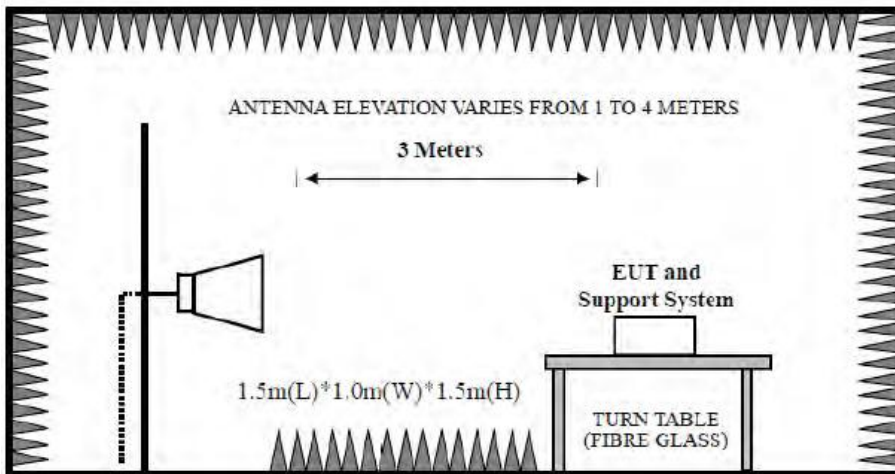 ANTENNA ELEVATION VARIES FROM 1 TO 4 METERS
3 Meters
EUT and
Support System
1.5m(L)*1.0m(W)*1.5m(H)
TURN TABLE
(FIBRE GLASS)